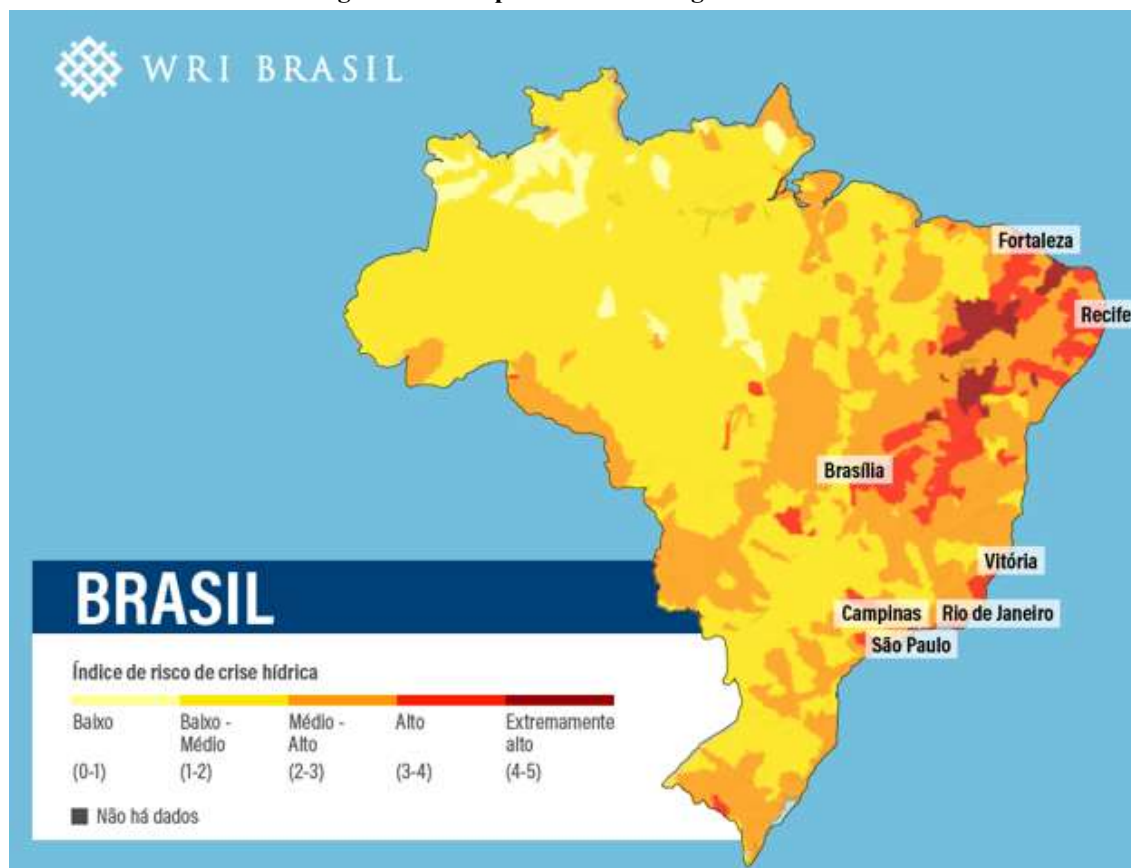 WRI BRASIL
Fortaleza
Recife
Brasília
Vitória
Campinas
Rio de Janeiro
São Paulo
BRASIL
Índice de risco de crise hídrica
Baixo
Baixo -
Médio
Médio -
Alto
Alto
Extremamente
alto
(0-1)
(1-2)
(2-3)
(3-4)
(4-5)
Não há dados